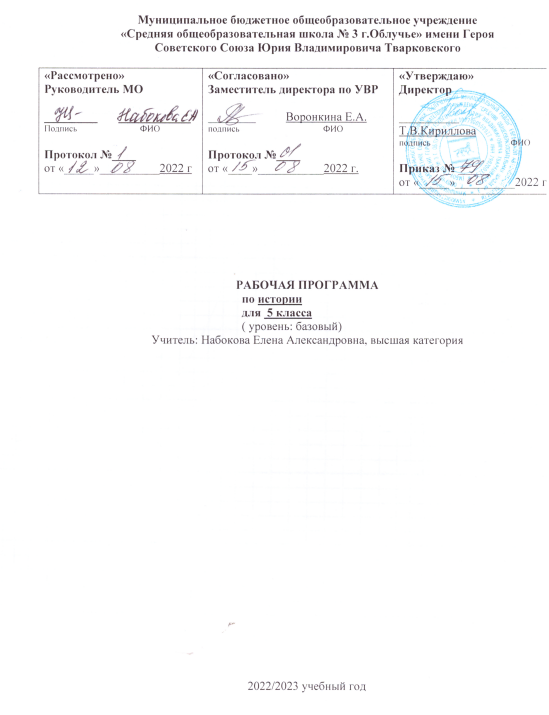 Муниципальное бюджетное общеобразовательное учреждение
«Средняя общеобразовательная школа № 3 г.Облучье» имени Героя
Советского Союза Юрия Владимировича Тварковского
«Рассмотрено»
Руководитель МО
Набокова ЕА
Подпись ФИО
Протокол № 1
от « 12 » 08 2022 г
«Согласовано»
Заместитель директора по УВР
Воронкина Е.А.
подпись ФИО
Протокол № 01
от « 15 » 08 2022 г.
«Утверждаю»
Директор
Т.В.Кириллова
подпись ФИО
Приказ № 49
от « 15 » 08 2022 г
РАБОЧАЯ ПРОГРАММА
по истории
для 5 класса
( уровень: базовый)
Учитель: Набокова Елена Александровна, высшая категория
2022/2023 учебный год